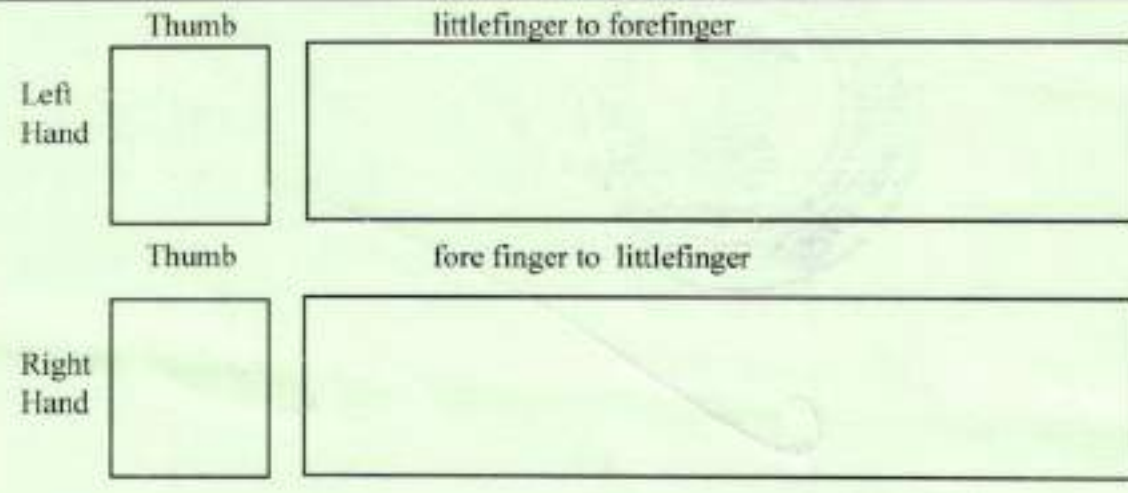 Thumb littlefinger to forefinger
Left
Hand
Thumb fore finger to littlefinger
Right
Hand